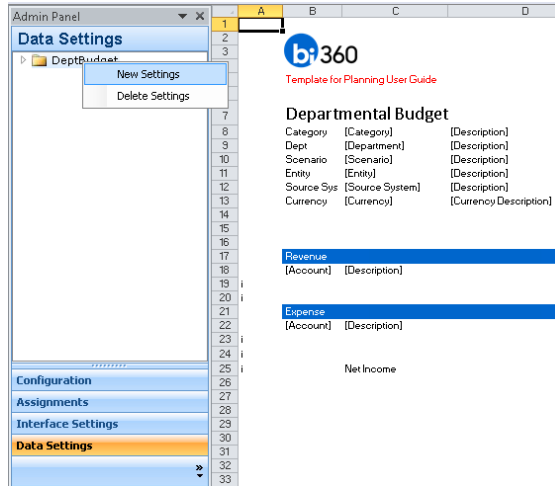 Admin Panel
Data Settings
DeptBudget
New Settings
Delete Settings
Configuration
Assignments
Interface Settings
Data Settings
»
A B C D
1
2
3
7
8
9
10
11
12
13
14
15
16
17
18
19 i
20 i
21
22
23 i
24 i
25 i
26
27
28
29
30
31
32
33
bi360
Template for Planning User Guide
Departmental Budget
Category [Category] [Description]
Dept [Department] [Description]
Scenario [Scenario] [Description]
Entity [Entity] [Description]
Source Sys [Source System] [Description]
Currency [Currency] [Currency Description]
Revenue
[Account] [Description]
Expense
[Account] [Description]
Net Income